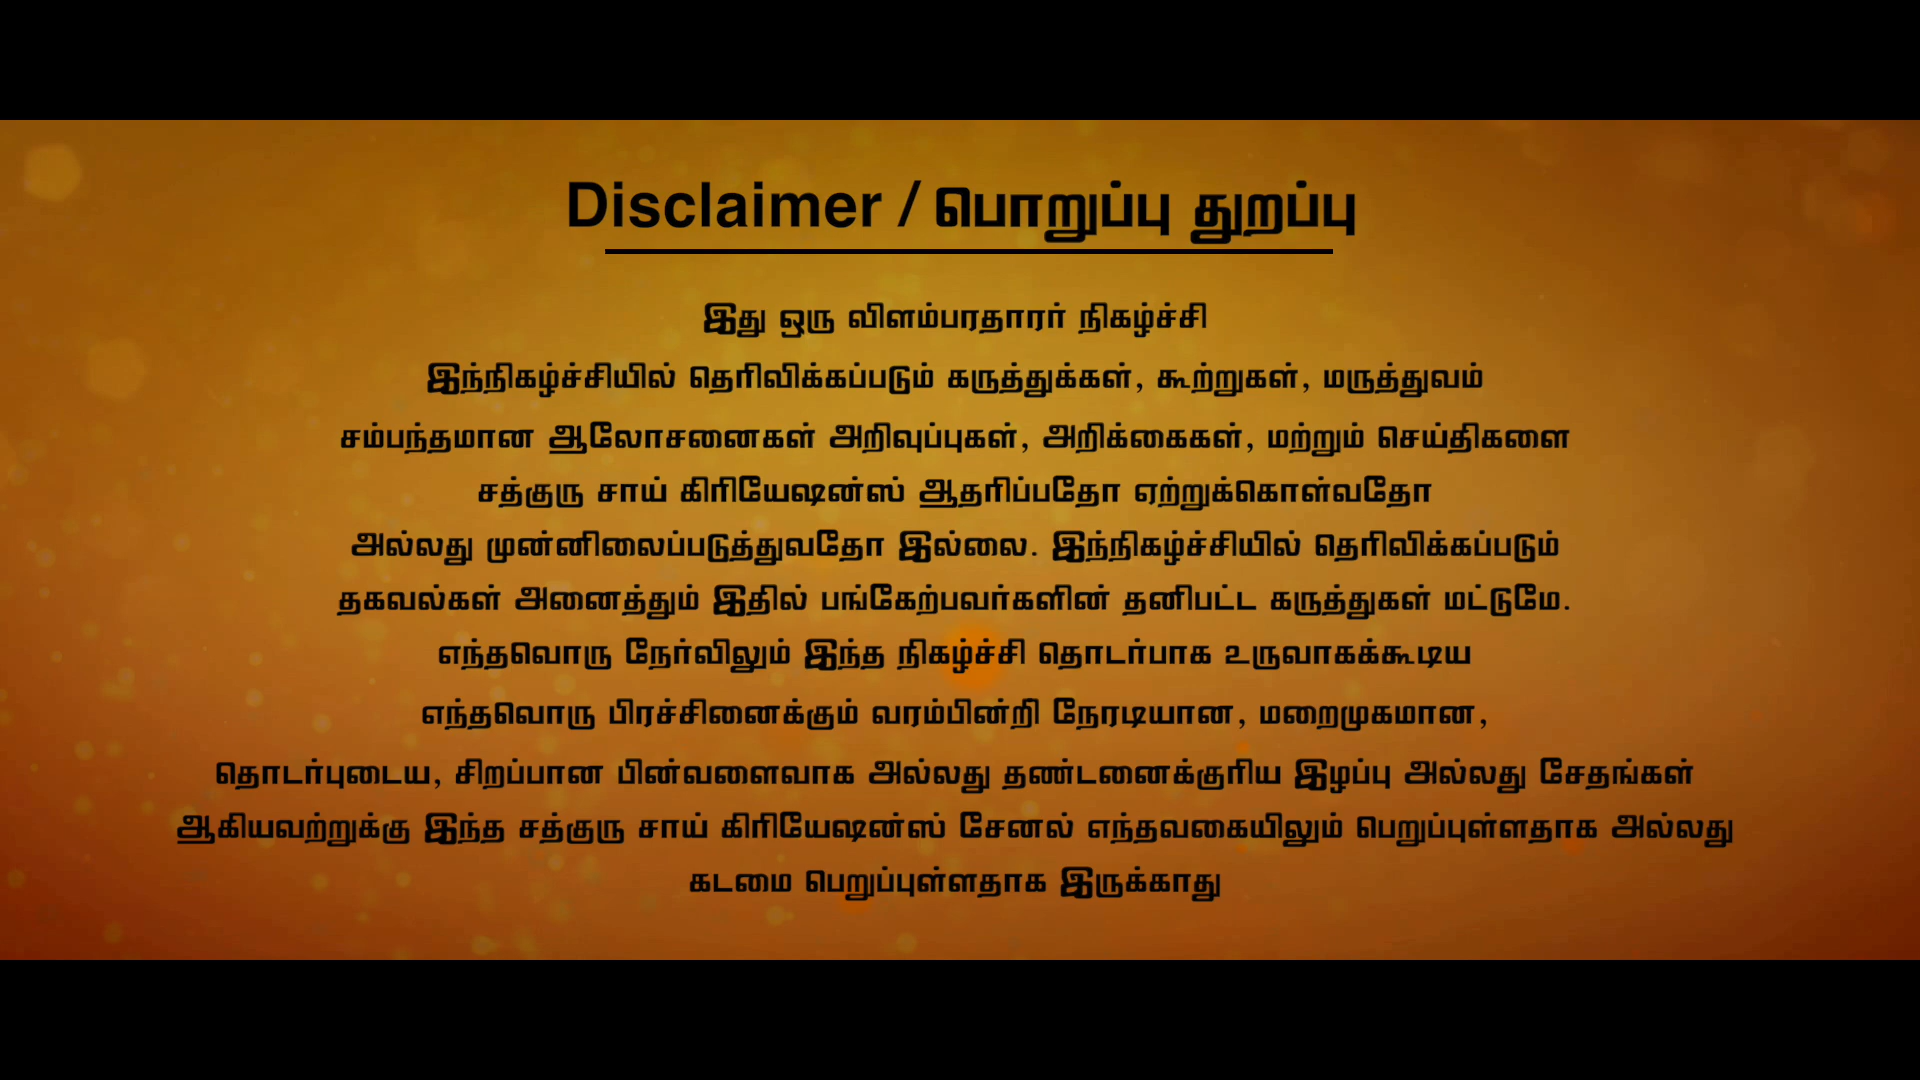 Disclaimer / பொறுப்பு துறப்பு
இது ஒரு விளம்பரதாரர் நிகழ்ச்சி
இந்நிகழ்ச்சியில் தெரிவிக்கப்படும் கருத்துக்கள், கூற்றுகள், மருத்துவம்
சம்பந்தமான ஆலோசனைகள் அறிவுப்புகள், அறிக்கைகள், மற்றும் செய்திகளை
சத்குரு சாய் கிரியேஷன்ஸ் ஆதரிப்பதோ ஏற்றுக்கொள்வதோ
அல்லது முன்னிலைப்படுத்துவதோ இல்லை. இந்நிகழ்ச்சியில் தெரிவிக்கப்படும்
தகவல்கள் அனைத்தும் இதில் பங்கேற்பவர்களின் தனிபட்ட கருத்துகள் மட்டுமே.
எந்தவொரு நேர்விலும் இந்த நிகழ்ச்சி தொடர்பாக உருவாகக்கூடிய
எந்தவொரு பிரச்சினைக்கும் வரம்பின்றி நேரடியான, மறைமுகமான,
தொடர்புடைய, சிறப்பான பின்வளைவாக அல்லது தண்டனைக்குரிய இழப்பு அல்லது சேதங்கள்
ஆகியவற்றுக்கு இந்த சத்குரு சாய் கிரியேஷன்ஸ் சேனல் எந்தவகையிலும் பெறுப்புள்ளதாக அல்லது
கடமை பெறுப்புள்ளதாக இருக்காது